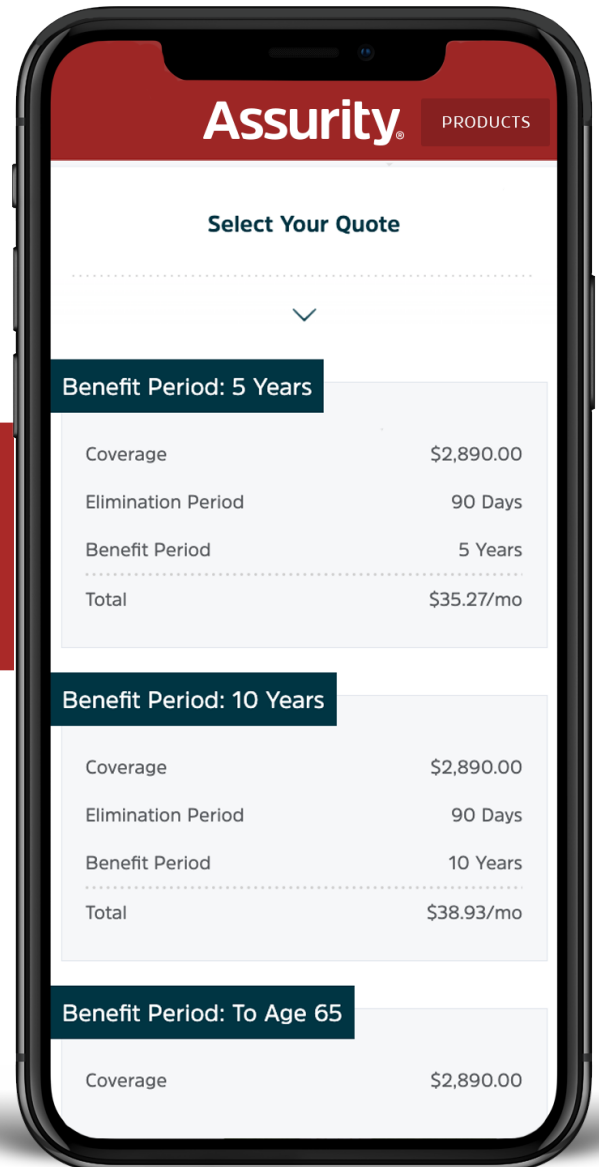 Assurity®
PRODUCTS
Select Your Quote
Benefit Period: 5 Years
Coverage $2,890.00
Elimination Period 90 Days
Benefit Period 5 Years
Total $35.27/mo
Benefit Period: 10 Years
Coverage $2,890.00
Elimination Period 90 Days
Benefit Period 10 Years
Total $38.93/mo
Benefit Period: To Age 65
Coverage $2,890.00